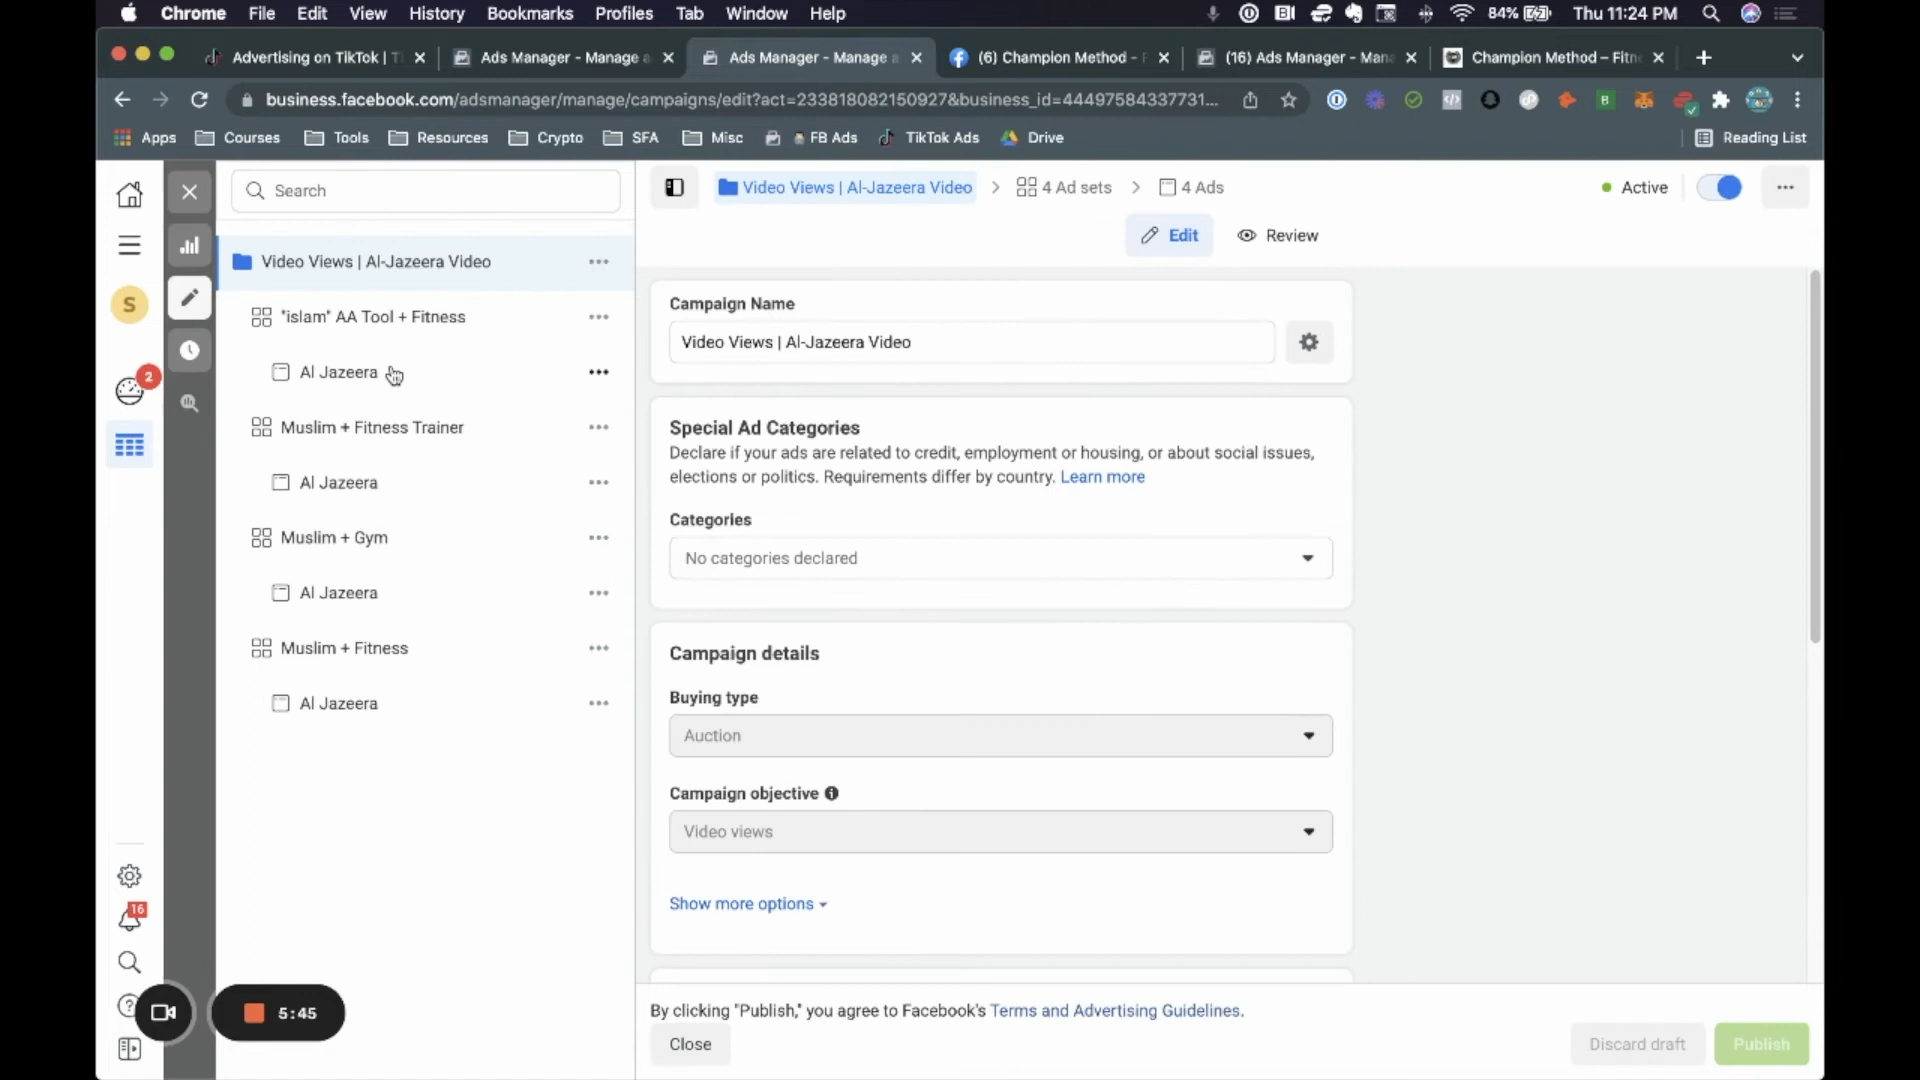 Chrome File Edit View History Bookmarks Profiles Tab Window Help 84% Thu 11:24 PM
Advertising on TikTok | T Ads Manager - Manage a Ads Manager - Manage a (6) Champion Method - F (16) Ads Manager - Mana Champion Method – Fitn
business.facebook.com/adsmanager/manage/campaigns/edit?act=233818082150927&business_id=44497584337731...
Apps Courses Tools Resources Crypto SFA Misc FB Ads TikTok Ads Drive Reading List
Search
Video Views | Al-Jazeera Video 4 Ad sets 4 Ads Active
Edit Review
Video Views | Al-Jazeera Video
"islam" AA Tool + Fitness
Al Jazeera
Muslim + Fitness Trainer
Al Jazeera
Muslim + Gym
Al Jazeera
Muslim + Fitness
Al Jazeera
S
2
16
5:45
Campaign Name
Video Views | Al-Jazeera Video
Special Ad Categories
Declare if your ads are related to credit, employment or housing, or about social issues,
elections or politics. Requirements differ by country. Learn more
Categories
No categories declared
Campaign details
Buying type
Auction
Campaign objective
Video views
Show more options
By clicking "Publish," you agree to Facebook's Terms and Advertising Guidelines.
Close Discard draft Publish